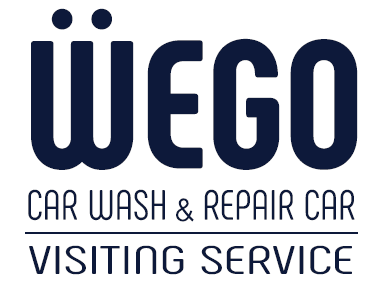 ẄEGO
CAR WASH & REPAIR CAR
VISITING SERVICE